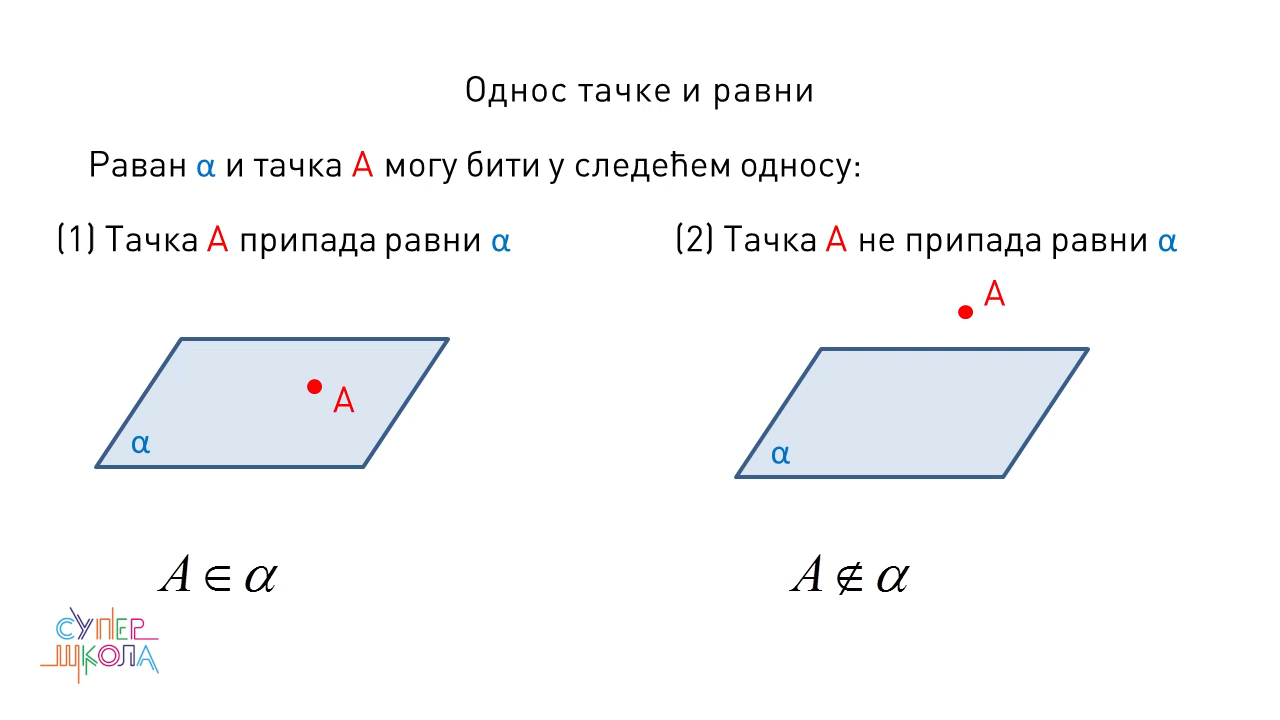 Однос тачке и равни
Раван α и тачка А могу бити у следећем односу:
(1) Тачка А припада равни α
(2) Тачка А не припада равни α
А
А
α
α
A ∈ α
A ∉ α
СУПЕР
ШКОЛА